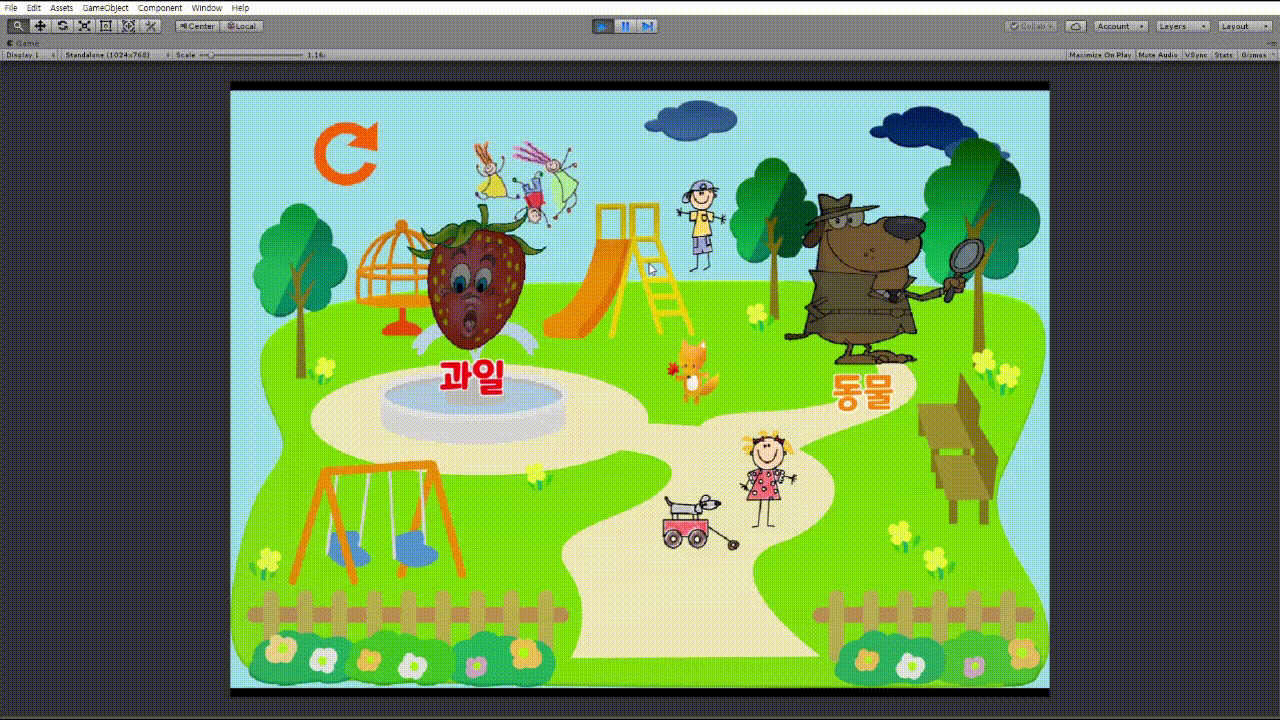 File Edit Assets GameObject Component Window Help
Center Local Collab Account Layers Layout
Game
Display 1 Standalone (1024x768) Scale 1.16x Maximize On Play Mute Audio VSync Stats Gizmos
과일
동물